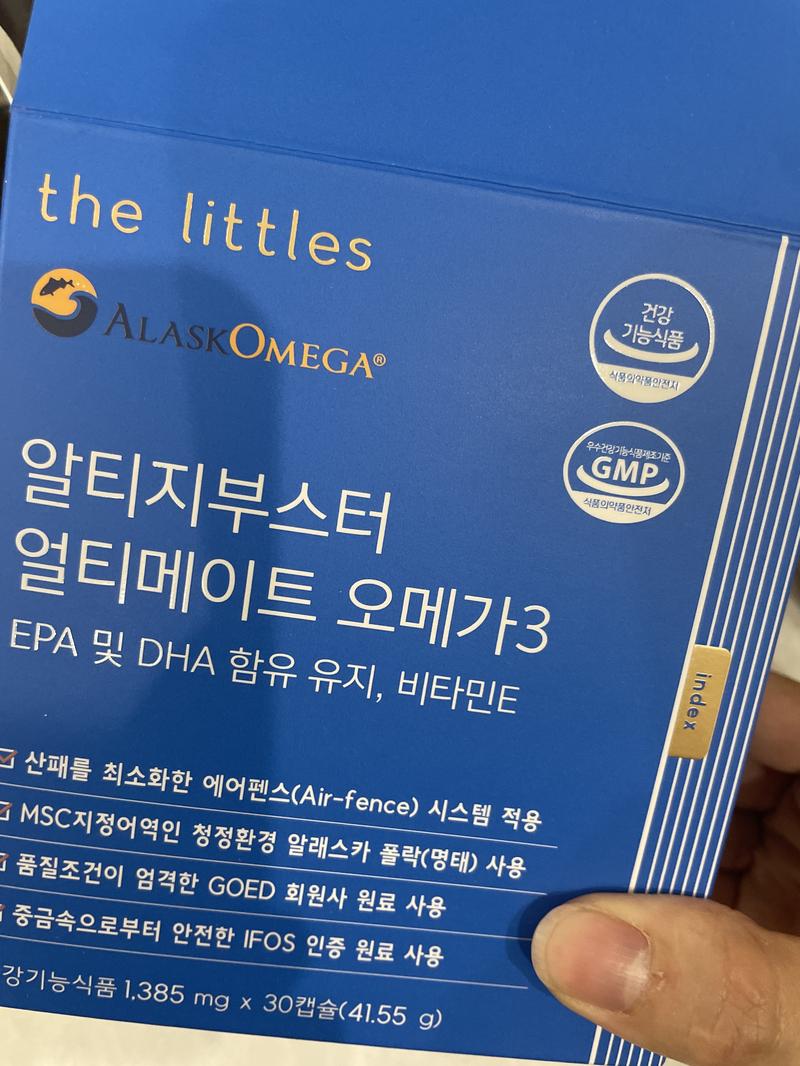 the littles
ALASKOMEGA®
건강
기능식품
식품의약품안전처
우수건강기능식품제조기준
GMP
식품의약품안전처
알티지부스터
얼티메이트 오메가3
EPA 및 DHA 함유 유지, 비타민E
index
산패를 최소화한 에어펜스(Air-fence) 시스템 적용
MSC지정어역인 청정환경 알래스카 폴락(명태) 사용
품질조건이 엄격한 GOED 회원사 원료 사용
중금속으로부터 안전한 IFOS 인증 원료 사용
강기능식품 1,385 mg x 30캡슐(41.55 g)